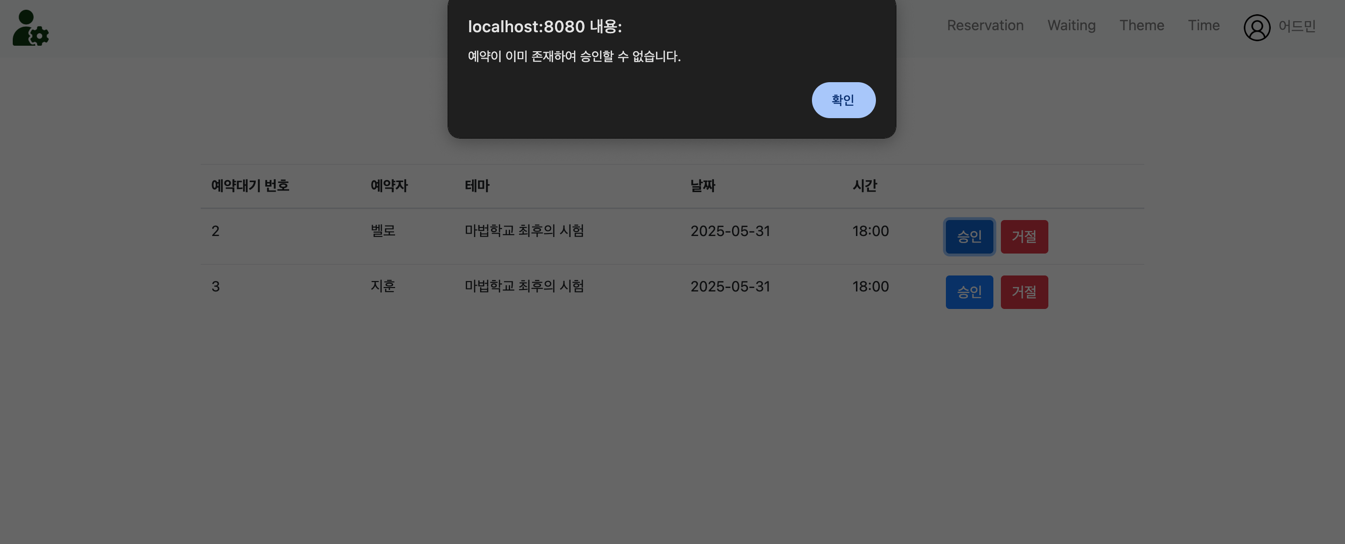 localhost:8080 내용:
예약이 이미 존재하여 승인할 수 없습니다.
확인
Reservation Waiting Theme Time 어드민
예약대기 번호 예약자 테마 날짜 시간
2 벨로 마법학교 최후의 시험 2025-05-31 18:00 승인 거절
3 지훈 마법학교 최후의 시험 2025-05-31 18:00 승인 거절